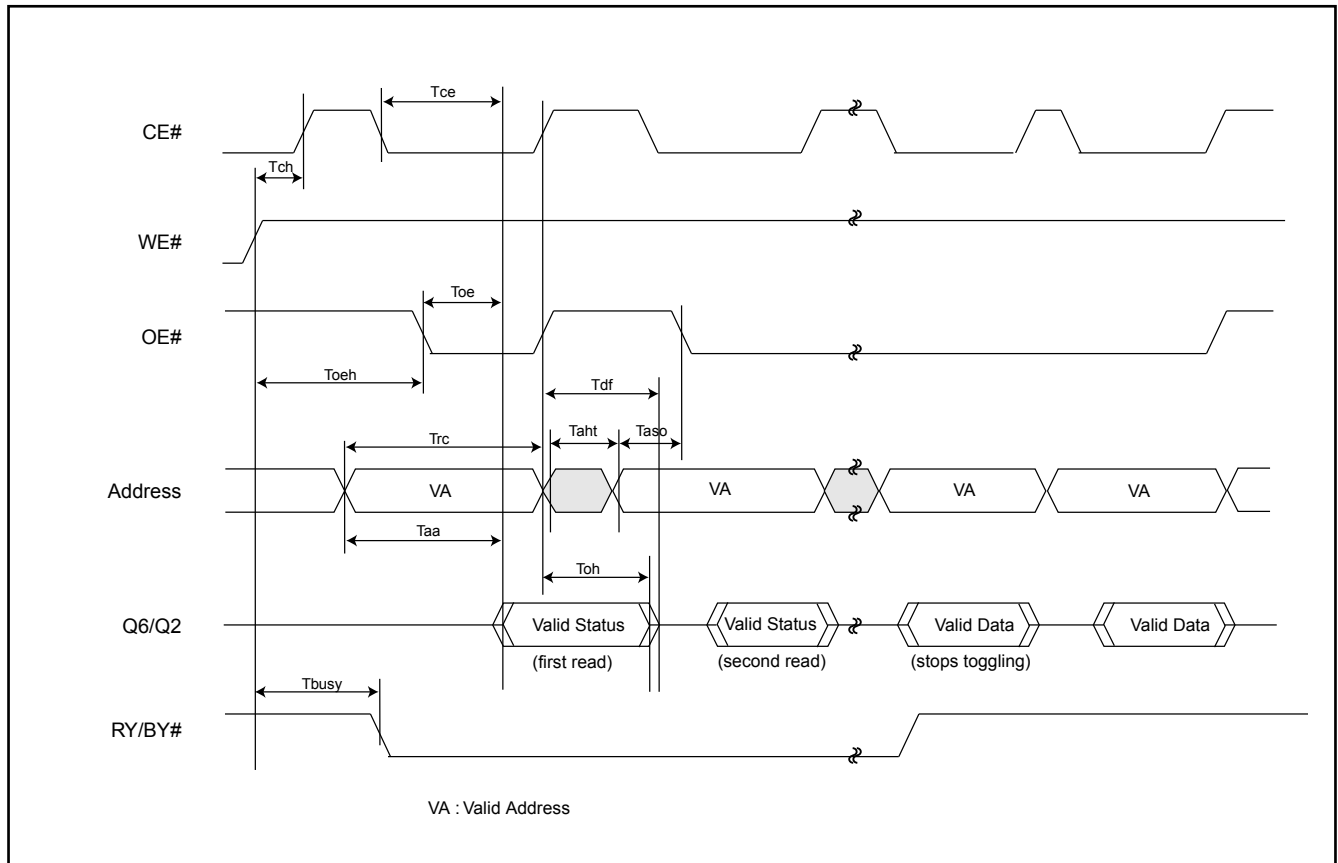 Tce
CE#
Tch
WE#
Toe
OE#
Toeh
Tdf
Trc
Taht
Taso
Address
VA
VA
VA
VA
Taa
Toh
Q6/Q2
Valid Status
Valid Status
Valid Data
Valid Data
(first read)
(second read)
(stops toggling)
Tbusy
RY/BY#
VA : Valid Address